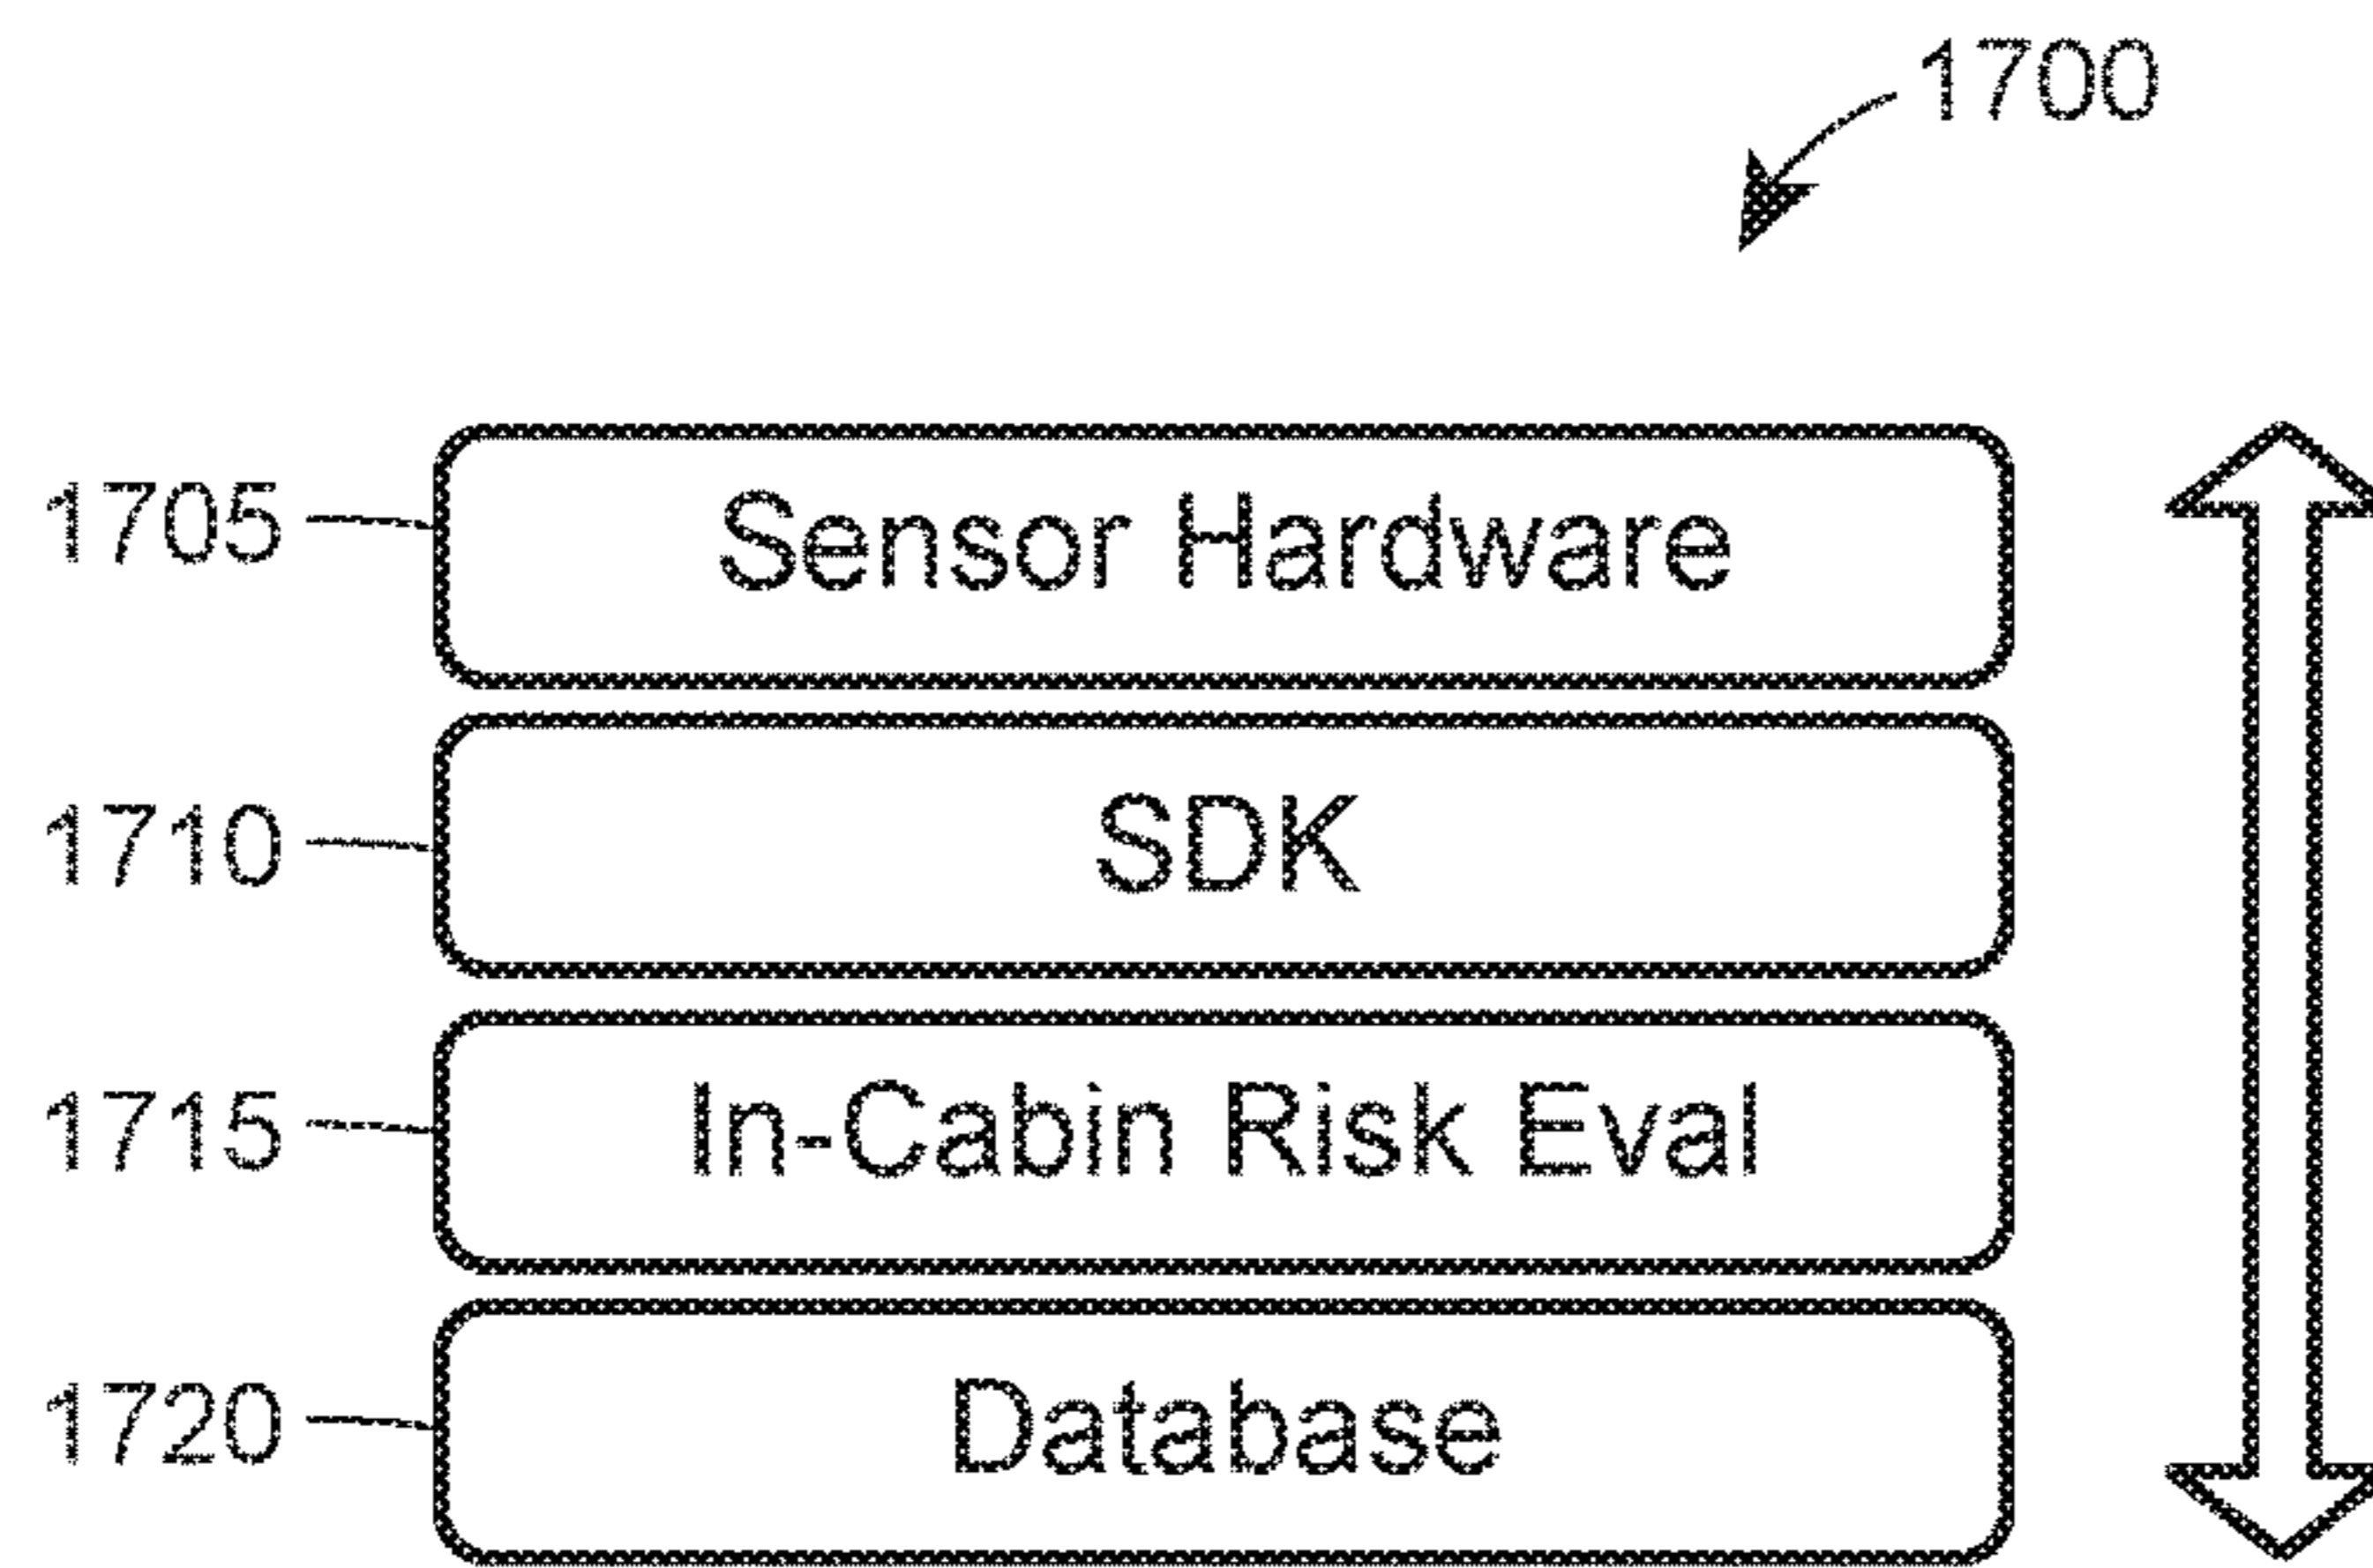 1700
1705 Sensor Hardware
1710 SDK
1715 In-Cabin Risk Eval
1720 Database